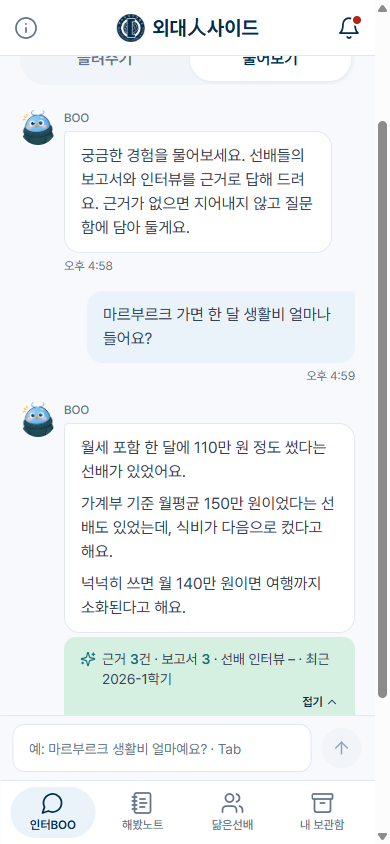 외대人사이드
들려주기
물어보기
BOO
궁금한 경험을 물어보세요. 선배들의
보고서와 인터뷰를 근거로 답해 드려
요. 근거가 없으면 지어내지 않고 질문
함에 담아 둘게요.
오후 4:58
마르부르크 가면 한 달 생활비 얼마나
들어요?
오후 4:59
BOO
월세 포함 한 달에 110만 원 정도 썼다는
선배가 있었어요.
가계부 기준 월평균 150만 원이었다는 선
배도 있었는데, 식비가 다음으로 컸다고
해요.
넉넉히 쓰면 월 140만 원이면 여행까지
소화된다고 해요.
근거 3건 · 보고서 3 · 선배 인터뷰 – · 최근
2026-1학기
접기
예: 마르부르크 생활비 얼마예요? · Tab
인터BOO
해봤노트
닮은선배
내 보관함